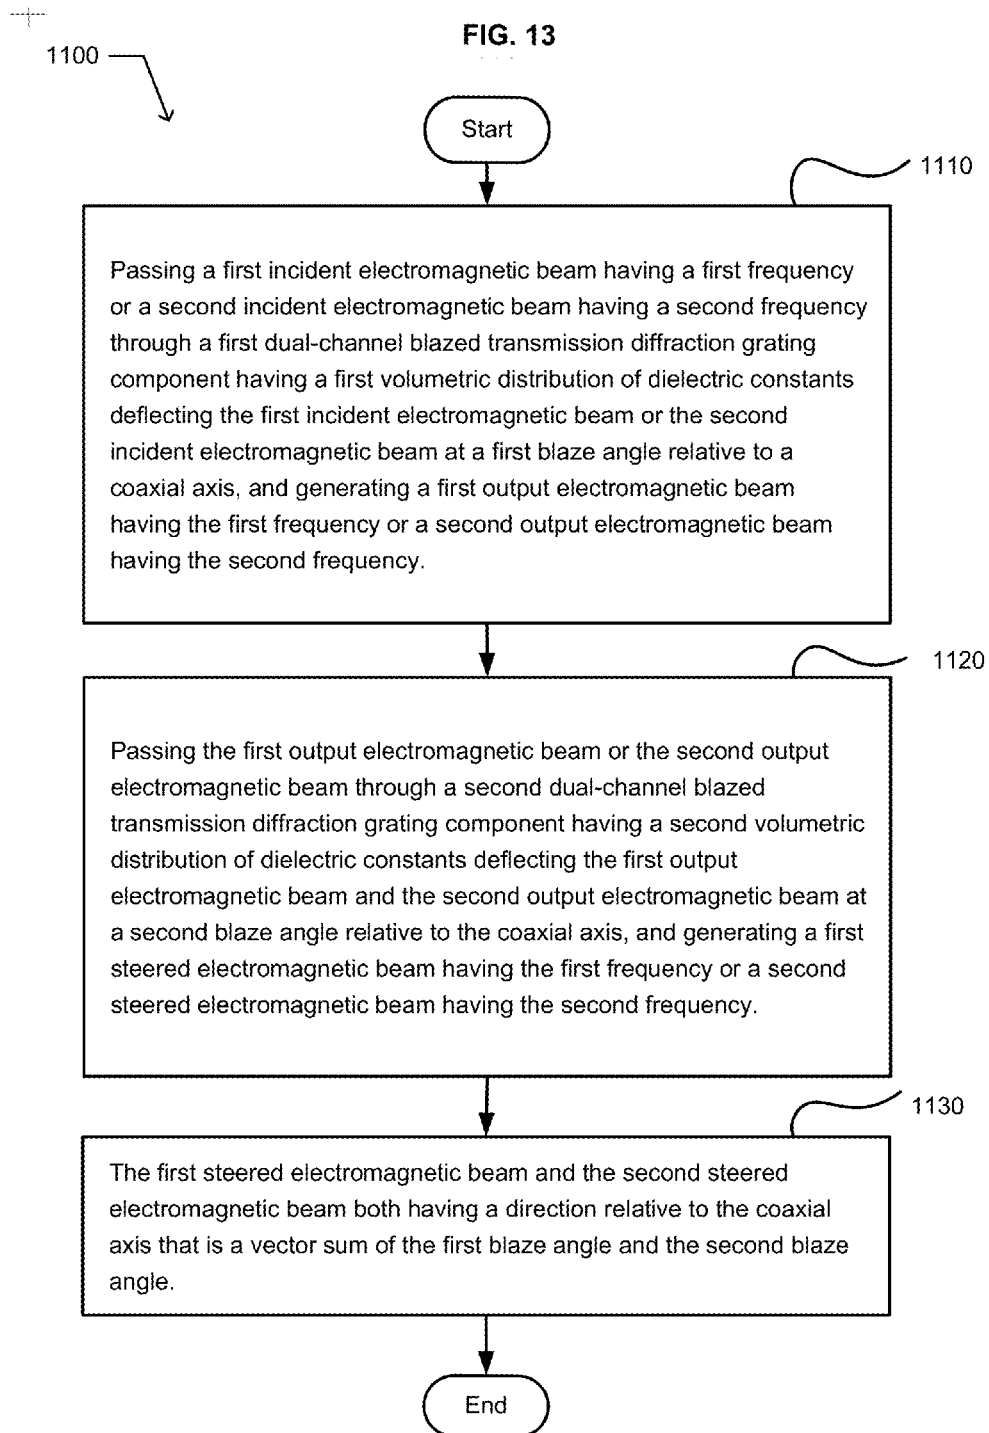 FIG. 13
1100
Start
1110
Passing a first incident electromagnetic beam having a first frequency
or a second incident electromagnetic beam having a second frequency
through a first dual-channel blazed transmission diffraction grating
component having a first volumetric distribution of dielectric constants
deflecting the first incident electromagnetic beam or the second
incident electromagnetic beam at a first blaze angle relative to a
coaxial axis, and generating a first output electromagnetic beam
having the first frequency or a second output electromagnetic beam
having the second frequency.
1120
Passing the first output electromagnetic beam or the second output
electromagnetic beam through a second dual-channel blazed
transmission diffraction grating component having a second volumetric
distribution of dielectric constants deflecting the first output
electromagnetic beam and the second output electromagnetic beam at
a second blaze angle relative to the coaxial axis, and generating a first
steered electromagnetic beam having the first frequency or a second
steered electromagnetic beam having the second frequency.
1130
The first steered electromagnetic beam and the second steered
electromagnetic beam both having a direction relative to the coaxial
axis that is a vector sum of the first blaze angle and the second blaze
angle.
End